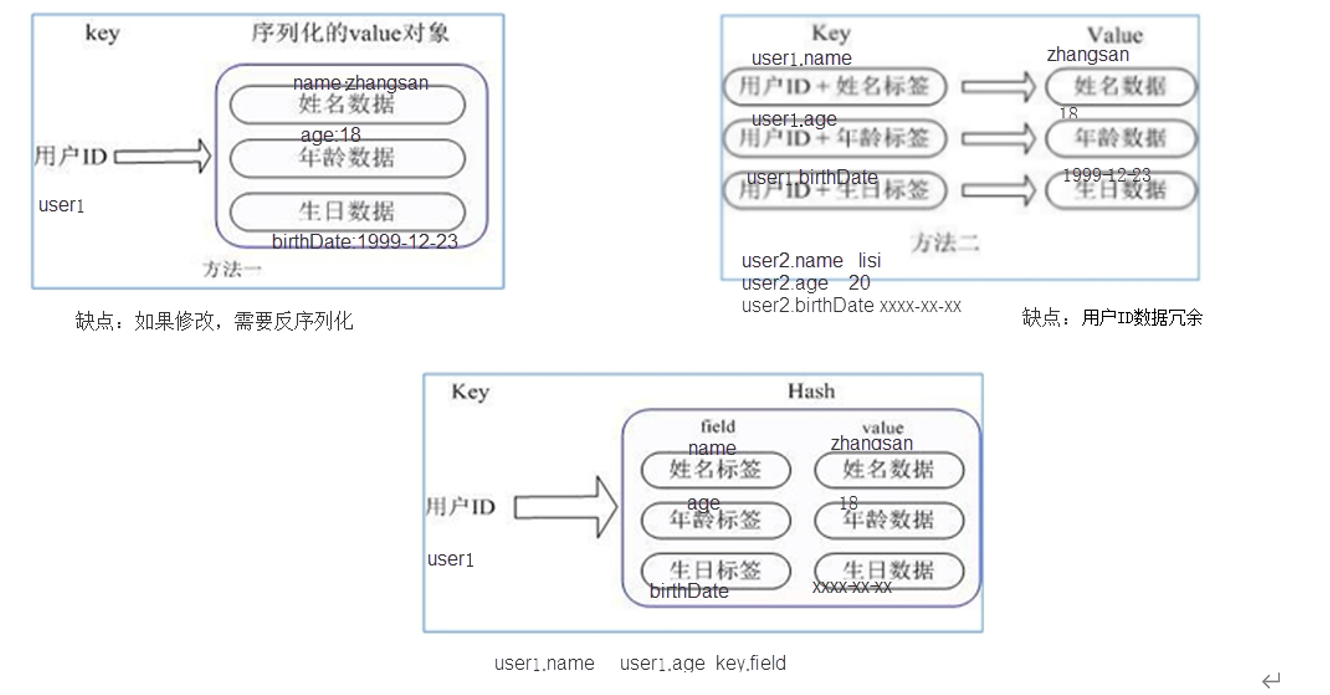 key 序列化的value对象
name:zhangsan
姓名数据
age:18
用户ID 年龄数据
user1
生日数据
birthDate:1999-12-23
方法一
缺点：如果修改，需要反序列化
Key Value
user1.name zhangsan
用户ID + 姓名标签 姓名数据
user1.age 18
用户ID + 年龄标签 年龄数据
user1.birthDate 1999-12-23
用户ID + 生日标签 生日数据
方法二
user2.name lisi
user2.age 20
user2.birthDate xxxx-xx-xx
缺点：用户ID数据冗余
Key Hash
field value
name zhangsan
姓名标签 姓名数据
age 18
用户ID 年龄标签 年龄数据
user1
生日标签 生日数据
birthDate xxxx-xx-xx
user1.name user1.age key.field